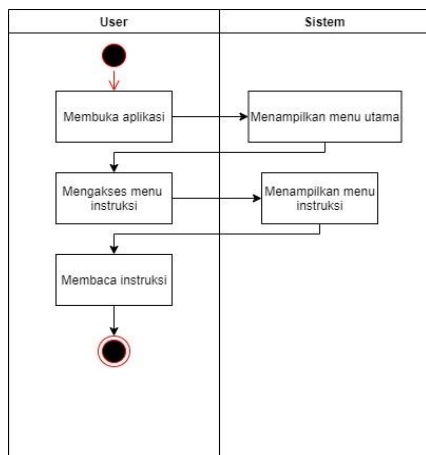 User
Sistem
Membuka aplikasi
Menampilkan menu utama
Mengakses menu
instruksi
Menampilkan menu
instruksi
Membaca instruksi